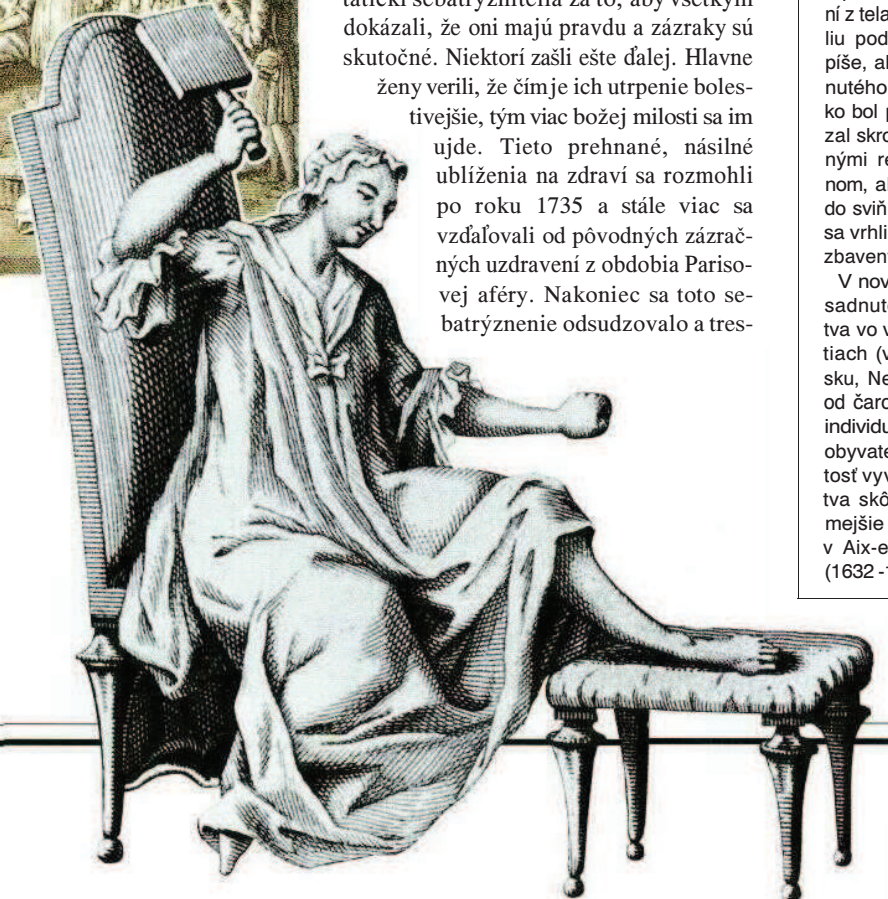 dokázali, že oni majú pravdu a zázraky sú
skutočné. Niektorí zašli ešte ďalej. Hlavne
ženy verili, že čím je ich utrpenie boles-
tivejšie, tým viac božej milosti sa im
ujde. Tieto prehnané, násilné
ublíženia na zdraví sa rozmohli
po roku 1735 a stále viac sa
vzďaľovali od pôvodných zázrač-
ných uzdravení z obdobia Pariso-
vej aféry. Nakoniec sa toto se-
batrýznenie odsudzovalo a tres-
ní z tela
liu pod
píše, al
nutého
ko bol p
zal skro
nými re
nom, al
do sviň
sa vrhli
zbaven
V nov
sadnut
tva vo v
tiach (v
sku, Ne
od čaro
individu
obyvate
tosť vyv
tva skô
mejšie
v Aix-e
(1632 -1